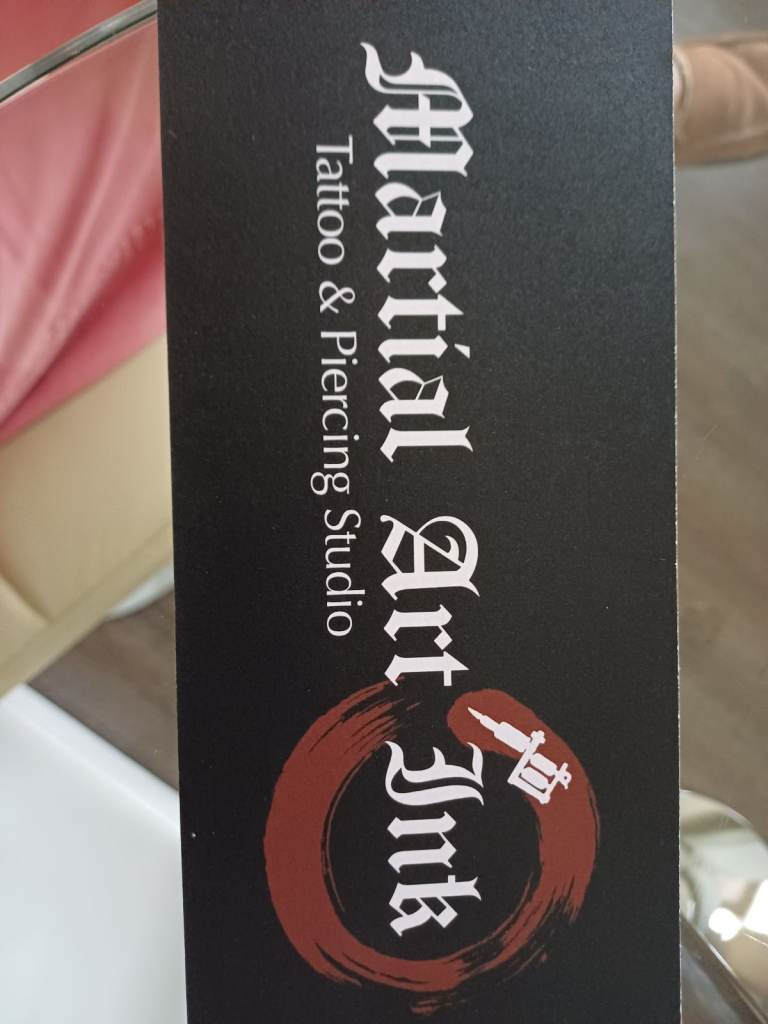 Martial Art Ink
Tattoo & Piercing Studio